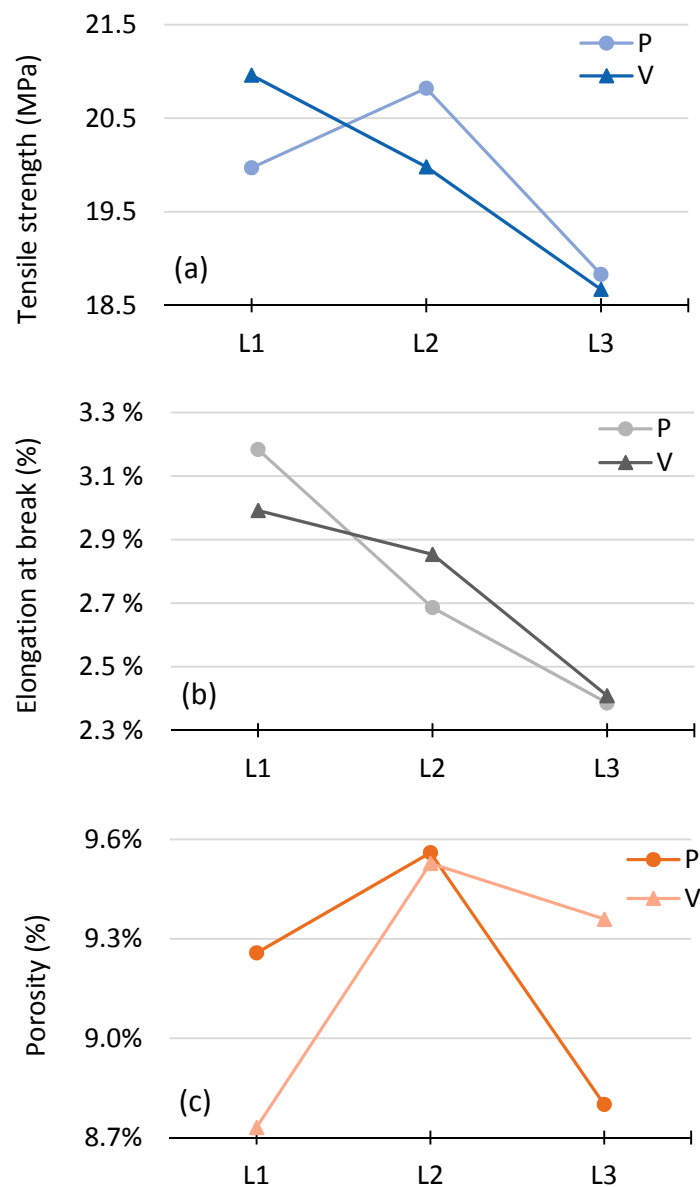 21.5
20.5
19.5
18.5
Tensile strength (MPa)
P
V
(a)
L1 L2 L3
3.3 %
3.1 %
2.9 %
2.7 %
2.5 %
2.3 %
Elongation at break (%)
P
V
(b)
L1 L2 L3
9.6%
9.3%
9.0%
8.7%
Porosity (%)
P
V
(c)
L1 L2 L3